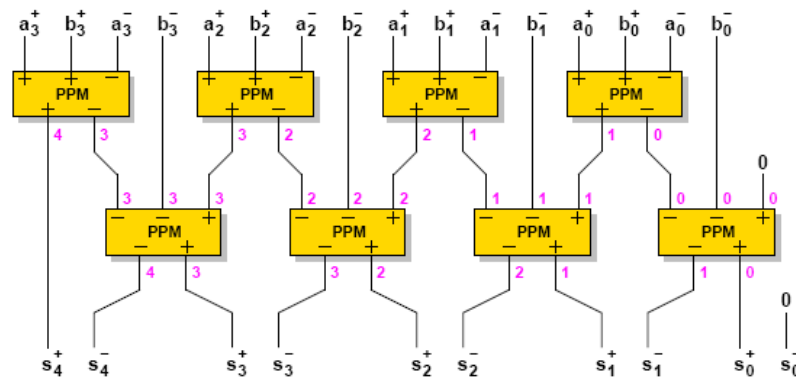 a₃⁺ b₃⁺ a₃⁻ b₃⁻ a₂⁺ b₂⁺ a₂⁻ b₂⁻ a₁⁺ b₁⁺ a₁⁻ b₁⁻ a₀⁺ b₀⁺ a₀⁻ b₀⁻
+ + − + + − + + − + + −
PPM PPM PPM PPM
+ − + − + − + −
4 3 3 2 2 1 1 0
0
3 3 3 2 2 2 1 1 1 0 0 0
− − + − − + − − + − − +
PPM PPM PPM PPM
− + − + − + − +
4 3 3 2 2 1 1 0
0
s₄⁺ s₄⁻ s₃⁺ s₃⁻ s₂⁺ s₂⁻ s₁⁺ s₁⁻ s₀⁺ s₀⁻